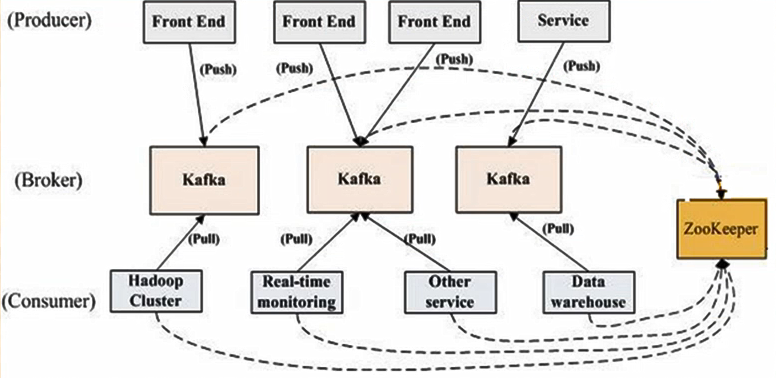 (Producer)
Front End
Front End
Front End
Service
(Push)
(Push)
(Push)
(Push)
(Broker)
Kafka
Kafka
Kafka
ZooKeeper
(Pull)
(Pull)
(Pull)
(Pull)
(Consumer)
Hadoop
Cluster
Real-time
monitoring
Other
service
Data
warehouse